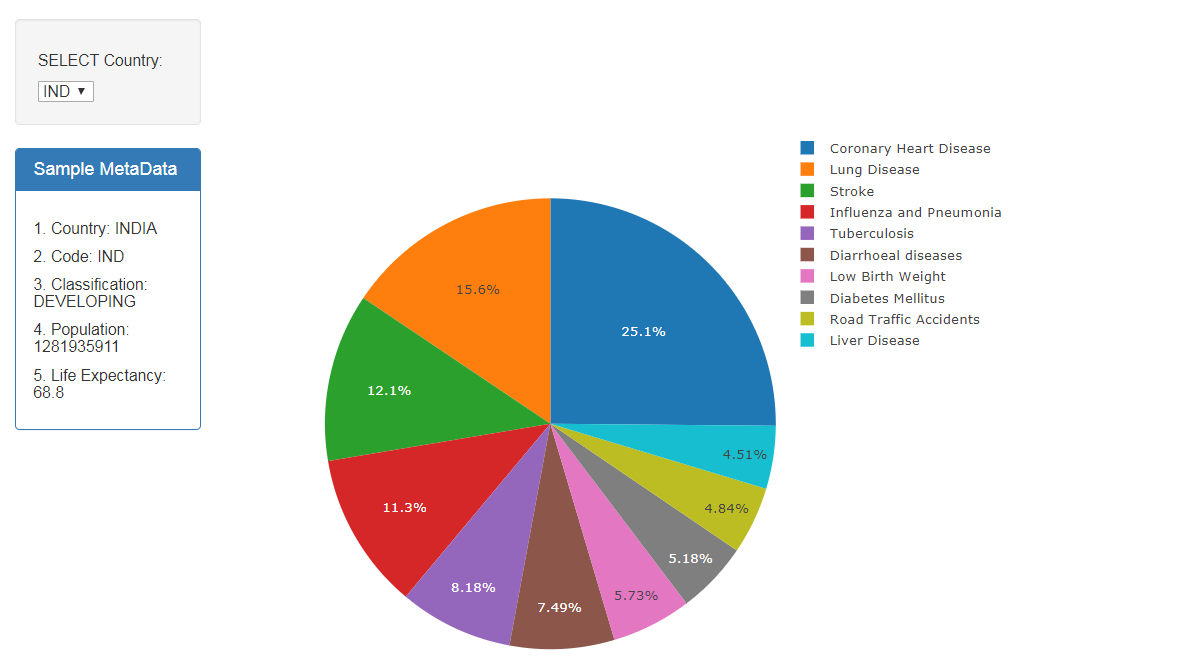 SELECT Country:
IND ▼
Sample MetaData
1. Country: INDIA
2. Code: IND
3. Classification:
DEVELOPING
4. Population:
1281935911
5. Life Expectancy:
68.8
25.1%
15.6%
12.1%
11.3%
8.18%
7.49%
5.73%
5.18%
4.84%
4.51%
Coronary Heart Disease
Lung Disease
Stroke
Influenza and Pneumonia
Tuberculosis
Diarrhoeal diseases
Low Birth Weight
Diabetes Mellitus
Road Traffic Accidents
Liver Disease